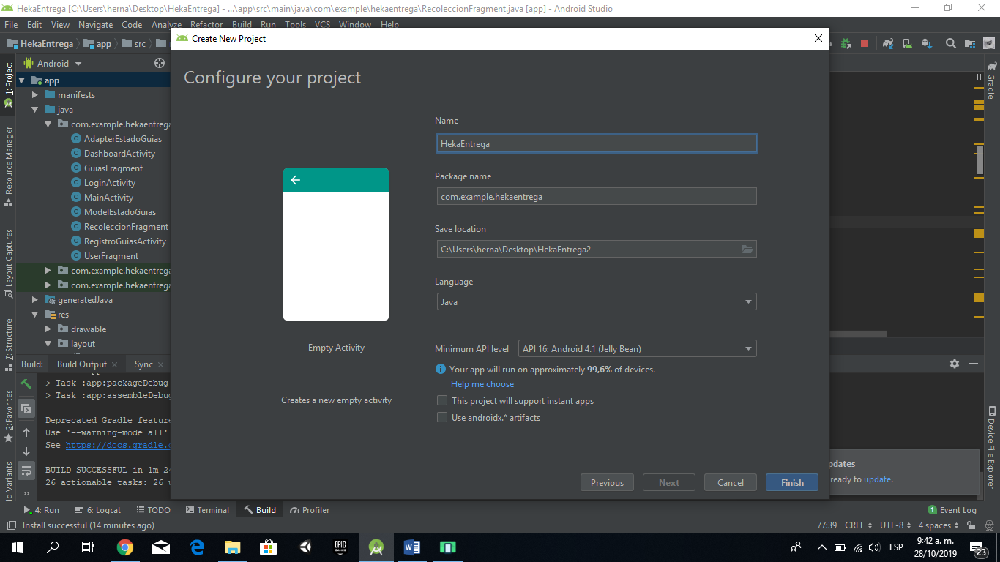 HekaEntrega [C:\Users\herna\Desktop\HekaEntrega] - ...\app\src\main\java\com\example\hekaentrega\RecoleccionFragment.java [app] - Android Studio
File Edit View Navigate Code Analyze Refactor Build Run Tools VCS Window Help
HekaEntrega app src
Create New Project
Android
1: Project
Resource Manager
Layout Captures
7: Structure
2: Favorites
ld Variants
app
manifests
java
com.example.hekaentrega
AdapterEstadoGuias
DashboardActivity
GuiasFragment
LoginActivity
MainActivity
ModelEstadoGuias
RecoleccionFragment
RegistroGuiasActivity
UserFragment
com.example.hekaentrega
com.example.hekaentrega
generatedJava
res
drawable
layout
Configure your project
Empty Activity
Creates a new empty activity
Name
HekaEntrega
Package name
com.example.hekaentrega
Save location
C:\Users\herna\Desktop\HekaEntrega2
Language
Java
Minimum API level API 16: Android 4.1 (Jelly Bean)
Your app will run on approximately 99,6% of devices.
Help me choose
This project will support instant apps
Use androidx.* artifacts
Previous Next Cancel Finish
Gradle
Device File Explorer
Build: Build Output Sync
> Task :app:packageDebug
> Task :app:assembleDebug
Deprecated Gradle feature
Use '--warning-mode all'
See https://docs.gradle.
BUILD SUCCESSFUL in 1m 24
26 actionable tasks: 26
pdates
ready to update.
4: Run 6: Logcat TODO Terminal Build Profiler 1 Event Log
Install successful (14 minutes ago) 77:39 CRLF UTF-8 4 spaces
EPIC GAMES
W
ESP
9:42 a. m.
28/10/2019
23